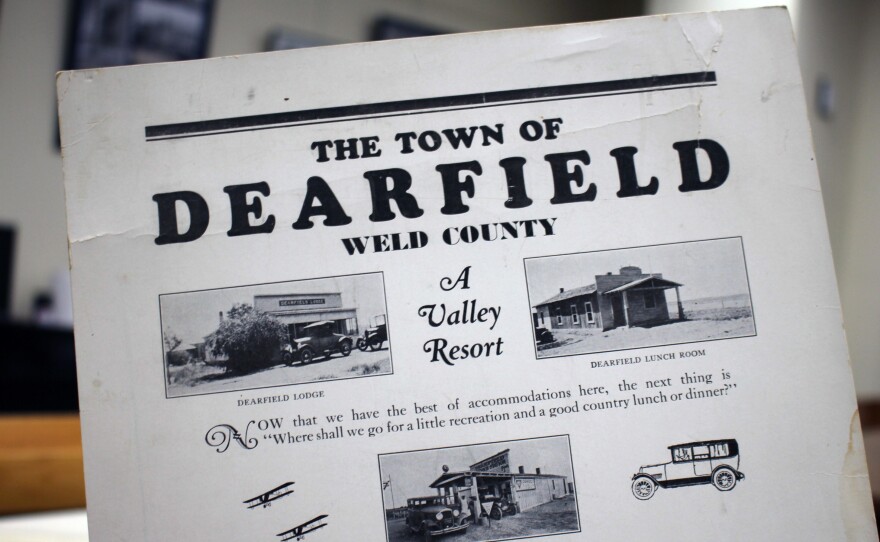 THE TOWN OF
DEARFIELD
WELD COUNTY
A
Valley
Resort
DEARFIELD LODGE
DEARFIELD LODGE
DEARFIELD LUNCH ROOM
NOW that we have the best of accommodations here, the next thing is
“Where shall we go for a little recreation and a good country lunch or dinner?”